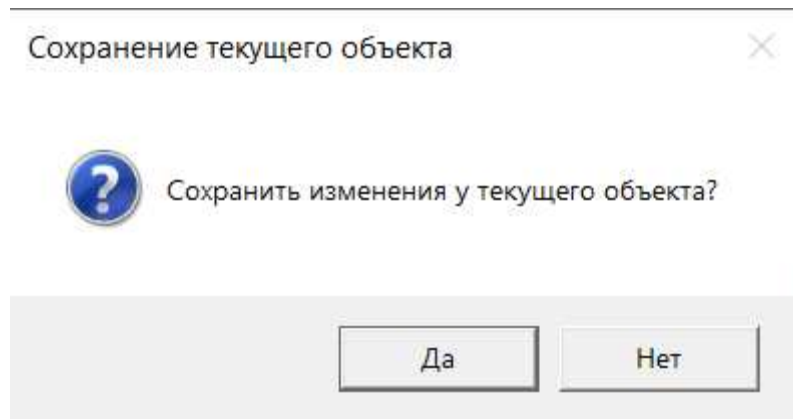 Сохранение текущего объекта
Сохранить изменения у текущего объекта?
Да
Нет